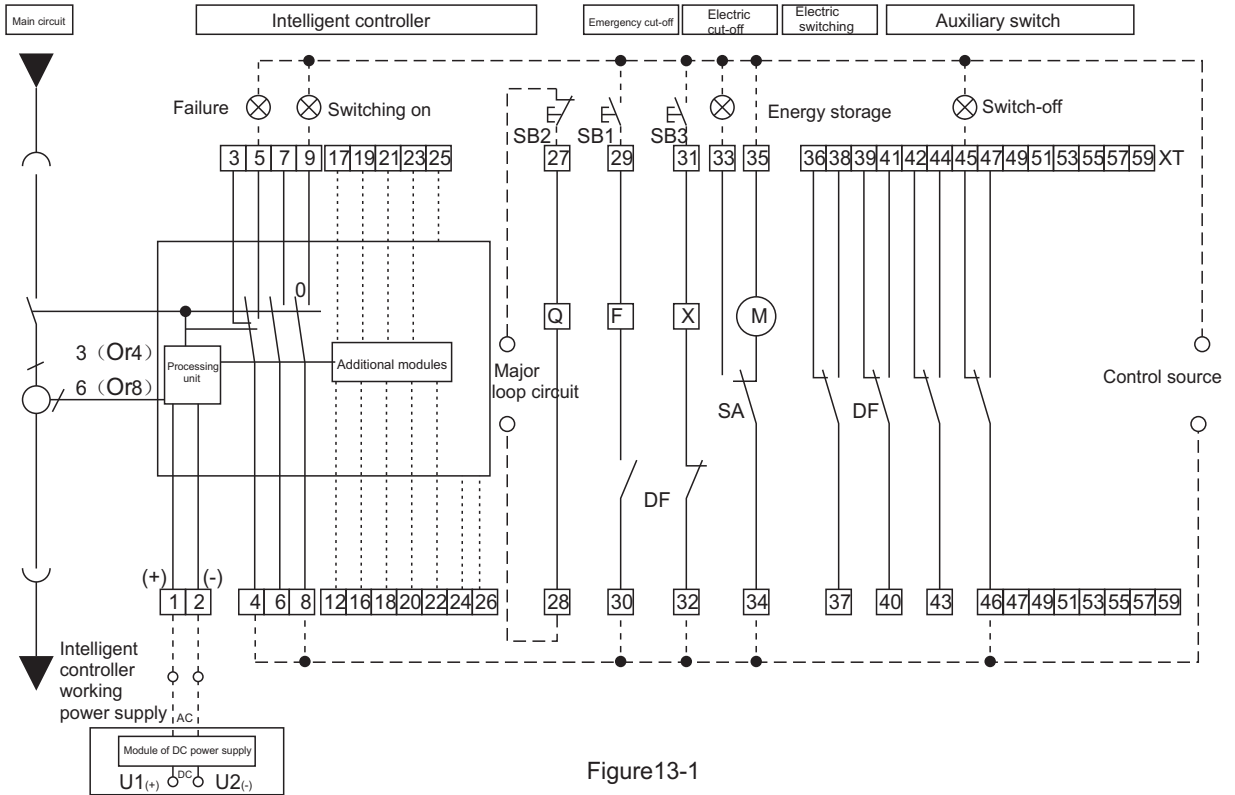 Main circuit
Intelligent controller
Emergency cut-off
Electric
cut-off
Electric
switching
Auxiliary switch
Failure
Switching on
SB2
SB1
SB3
Energy storage
Switch-off
3 5 7 9 17 19 21 23 25 27 29 31 33 35 36 38 39 41 42 44 45 47 49 51 53 55 57 59 XT
0
Q F X M
3（Or4）
6（Or8）
Processing
unit
Additional modules
Major
loop circuit
SA
DF
Control source
DF
(+) (-)
1 2 4 6 8 12 16 18 20 22 24 26 28 30 32 34 37 40 43 46 47 49 51 53 55 57 59
Intelligent
controller
working
power supply
AC
Module of DC power supply
U1(+) DC U2(-)
Figure13-1